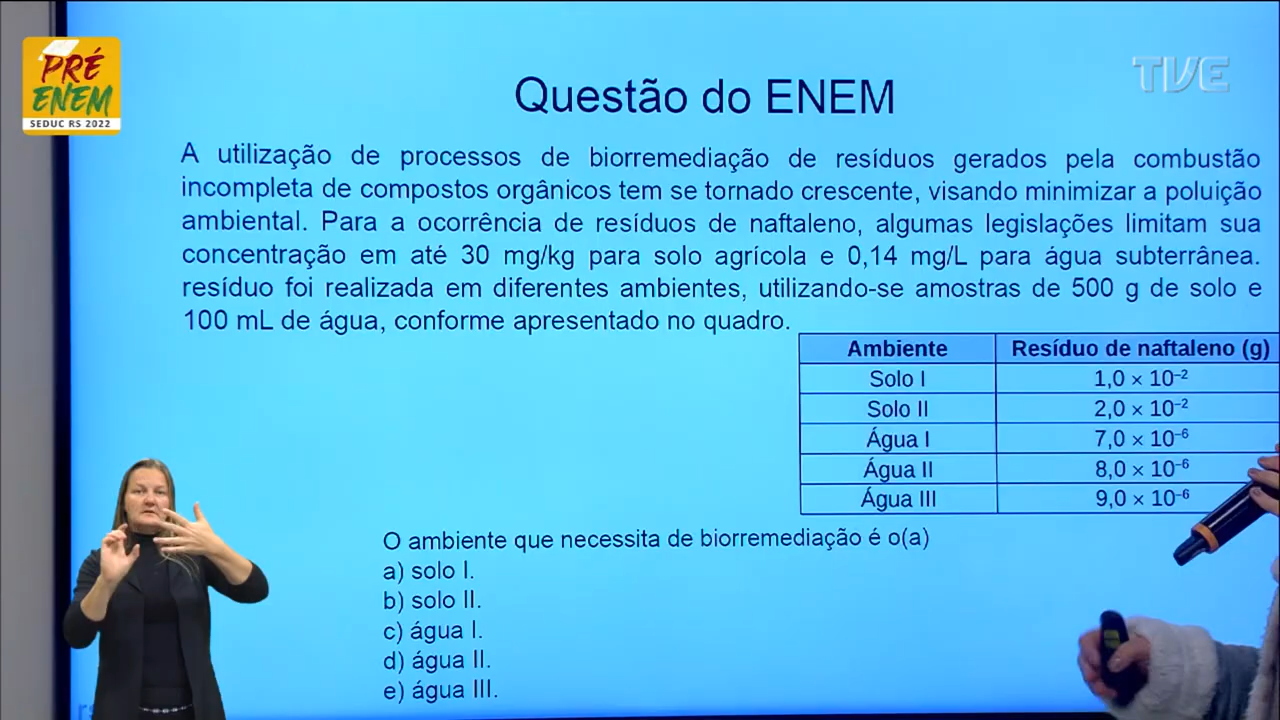 PRÉ
ENEM
SEDUC RS 2022
TVE
Questão do ENEM
A utilização de processos de biorremediação de resíduos gerados pela combustão
incompleta de compostos orgânicos tem se tornado crescente, visando minimizar a poluição
ambiental. Para a ocorrência de resíduos de naftaleno, algumas legislações limitam sua
concentração em até 30 mg/kg para solo agrícola e 0,14 mg/L para água subterrânea.
resíduo foi realizada em diferentes ambientes, utilizando-se amostras de 500 g de solo e
100 mL de água, conforme apresentado no quadro.
Ambiente Resíduo de naftaleno (g)
Solo I 1,0 × 10⁻²
Solo II 2,0 × 10⁻²
Água I 7,0 × 10⁻⁶
Água II 8,0 × 10⁻⁶
Água III 9,0 × 10⁻⁶
O ambiente que necessita de biorremediação é o(a)
a) solo I.
b) solo II.
c) água I.
d) água II.
e) água III.